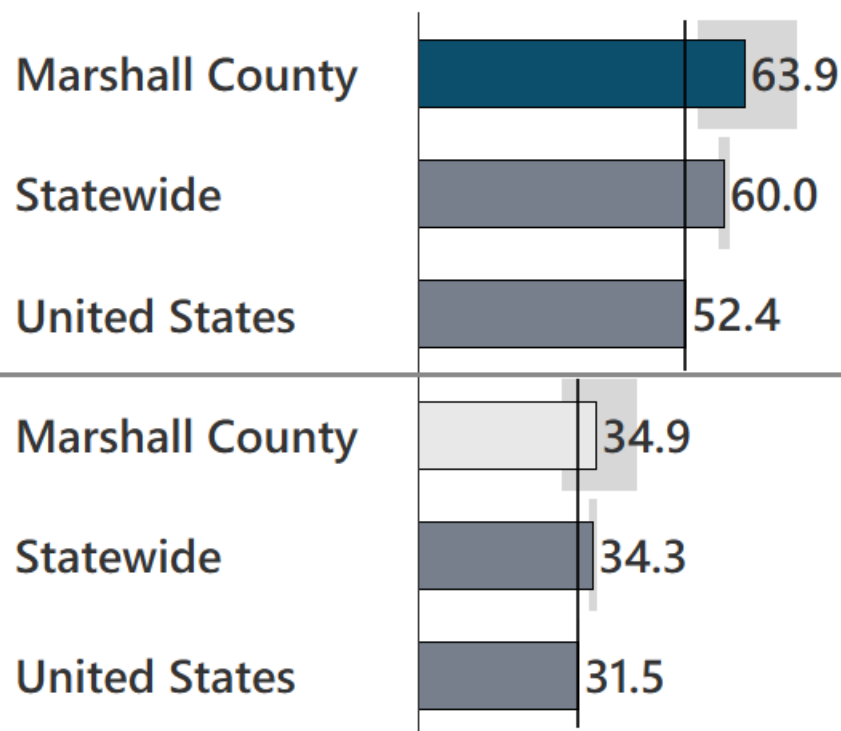 Marshall County 63.9
Statewide 60.0
United States 52.4
Marshall County 34.9
Statewide 34.3
United States 31.5